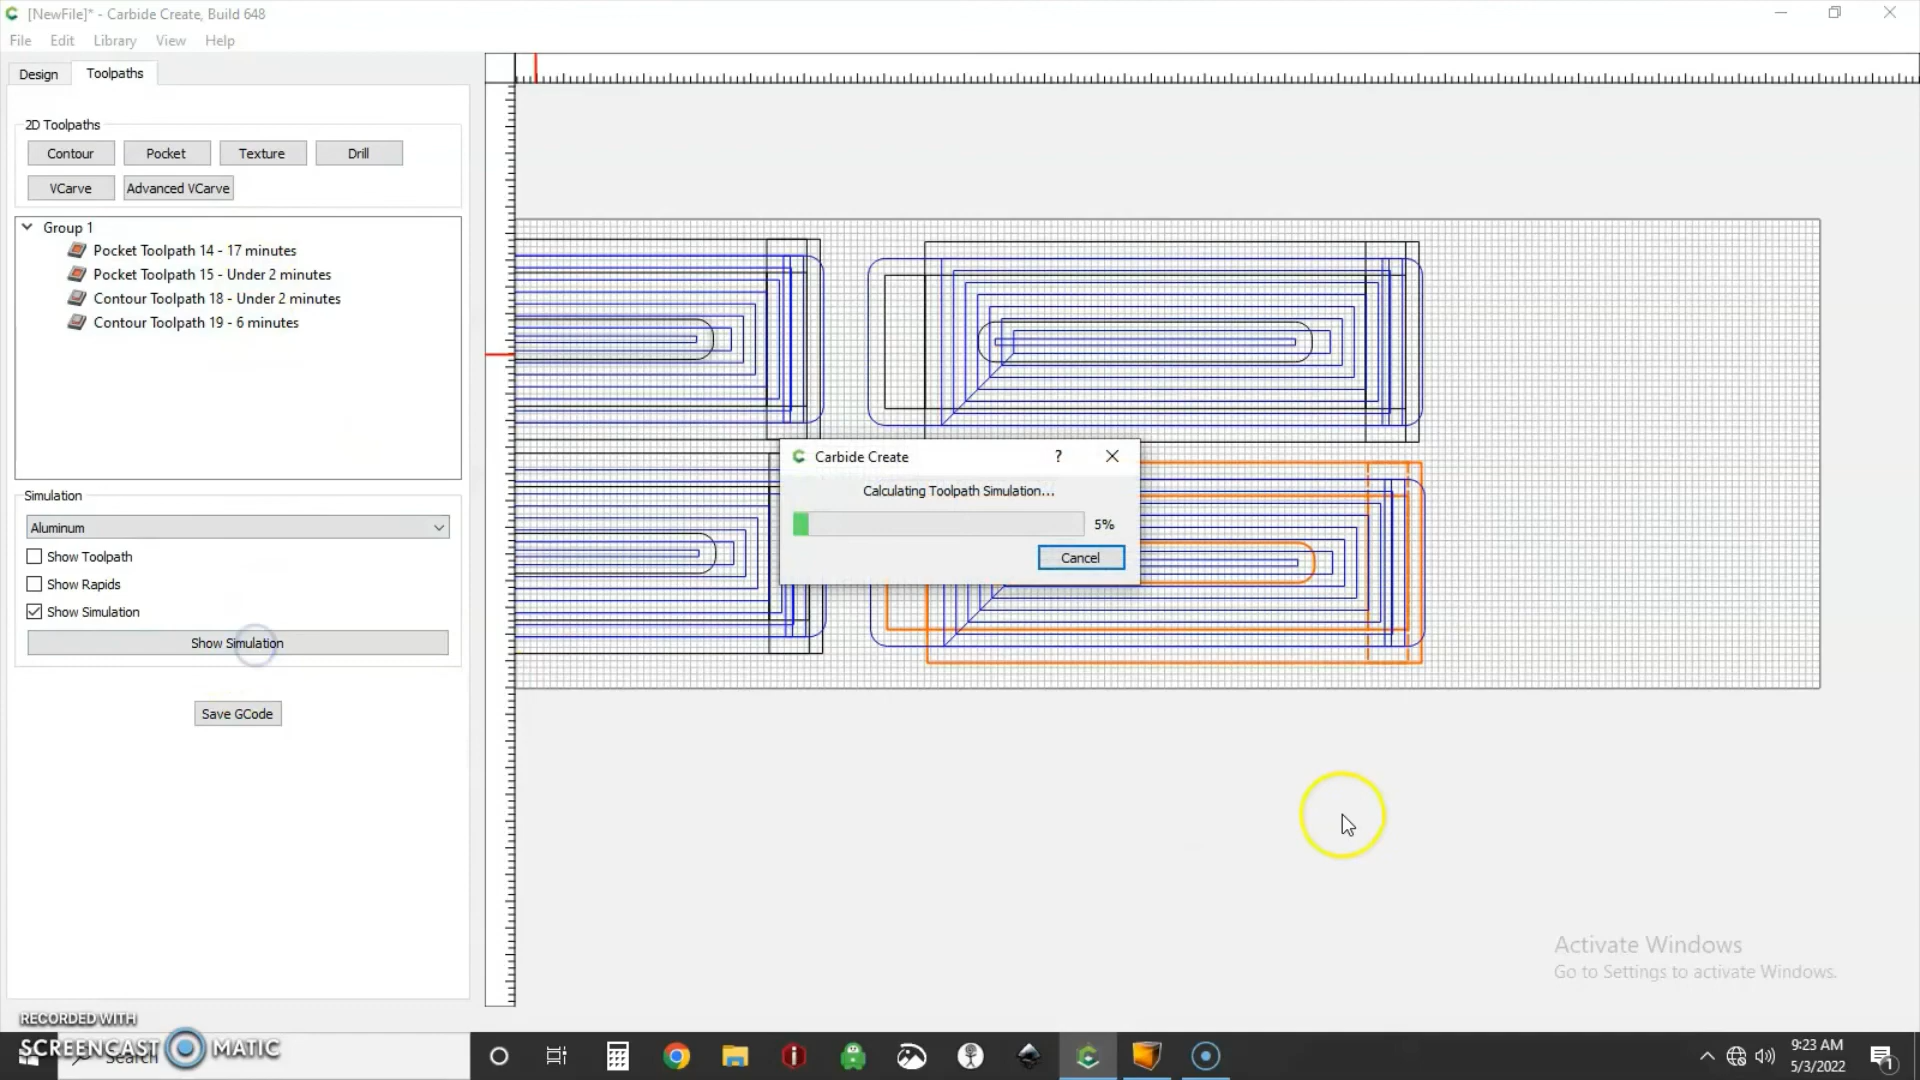 [NewFile]* - Carbide Create, Build 648
File Edit Library View Help
Design Toolpaths
2D Toolpaths
Contour Pocket Texture Drill
VCarve Advanced VCarve
Group 1
Pocket Toolpath 14 - 17 minutes
Pocket Toolpath 15 - Under 2 minutes
Contour Toolpath 18 - Under 2 minutes
Contour Toolpath 19 - 6 minutes
Simulation
Aluminum
Show Toolpath
Show Rapids
Show Simulation
Show Simulation
Save GCode
Carbide Create ?
Calculating Toolpath Simulation...
5%
Cancel
Activate Windows
Go to Settings to activate Windows.
RECORDED WITH
SCREENCAST MATIC
Search
9:23 AM
5/3/2022
1